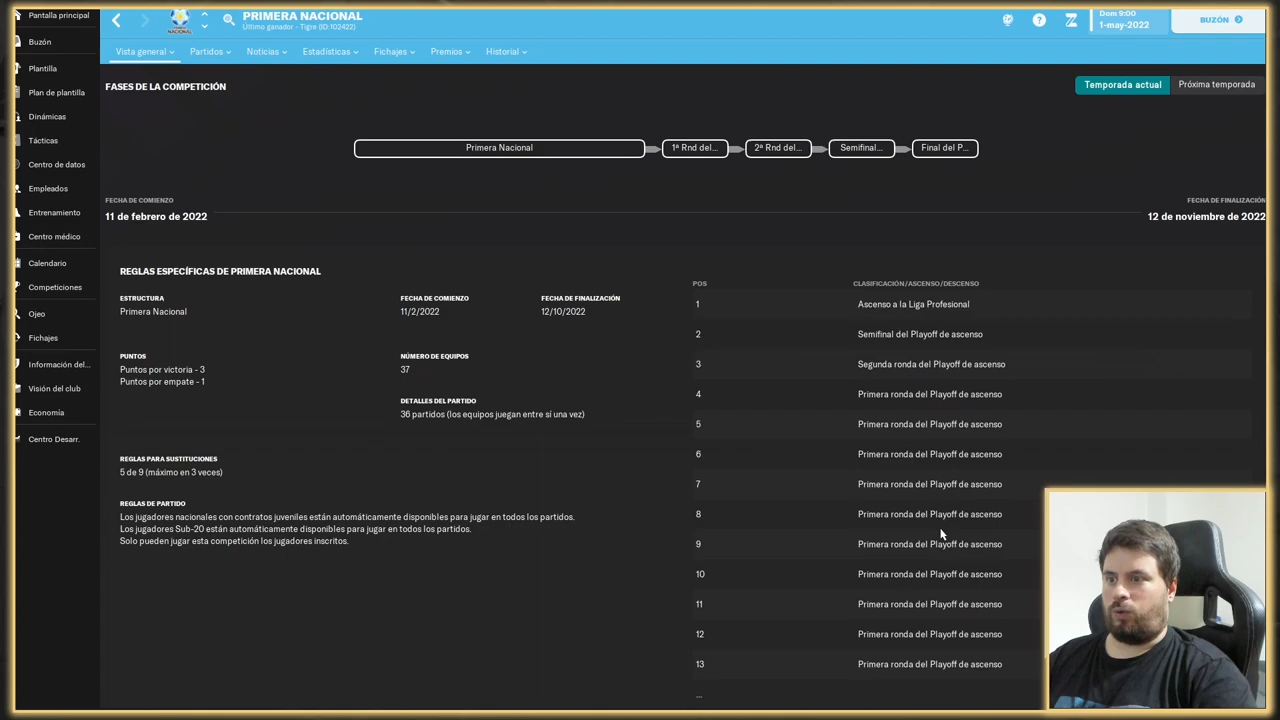 Pantalla principal
Buzón
Plantilla
Plan de plantilla
Dinámicas
Tácticas
Centro de datos
Empleados
Entrenamiento
Centro médico
Calendario
Competiciones
Ojeo
Fichajes
Información del...
Visión del club
Economía
Centro Desarr.
NACIONAL
PRIMERA NACIONAL
Último ganador - Tigre (ID:102422)
?
Dom 9:00
1-may-2022
BUZÓN
Vista general
Partidos
Noticias
Estadísticas
Fichajes
Premios
Historial
FASES DE LA COMPETICIÓN
Temporada actual
Próxima temporada
Primera Nacional
1ª Rnd del...
2ª Rnd del...
Semifinal...
Final del P...
FECHA DE COMIENZO
11 de febrero de 2022
FECHA DE FINALIZACIÓN
12 de noviembre de 2022
REGLAS ESPECÍFICAS DE PRIMERA NACIONAL
ESTRUCTURA
Primera Nacional
FECHA DE COMIENZO
11/2/2022
FECHA DE FINALIZACIÓN
12/10/2022
PUNTOS
Puntos por victoria - 3
Puntos por empate - 1
NÚMERO DE EQUIPOS
37
DETALLES DEL PARTIDO
36 partidos (los equipos juegan entre sí una vez)
REGLAS PARA SUSTITUCIONES
5 de 9 (máximo en 3 veces)
REGLAS DE PARTIDO
Los jugadores nacionales con contratos juveniles están automáticamente disponibles para jugar en todos los partidos.
Los jugadores Sub-20 están automáticamente disponibles para jugar en todos los partidos.
Solo pueden jugar esta competición los jugadores inscritos.
POS CLASIFICACIÓN/ASCENSO/DESCENSO
1 Ascenso a la Liga Profesional
2 Semifinal del Playoff de ascenso
3 Segunda ronda del Playoff de ascenso
4 Primera ronda del Playoff de ascenso
5 Primera ronda del Playoff de ascenso
6 Primera ronda del Playoff de ascenso
7 Primera ronda del Playoff de ascenso
8 Primera ronda del Playoff de ascenso
9 Primera ronda del Playoff de ascenso
10 Primera ronda del Playoff de ascenso
11 Primera ronda del Playoff de ascenso
12 Primera ronda del Playoff de ascenso
13 Primera ronda del Playoff de ascenso
...